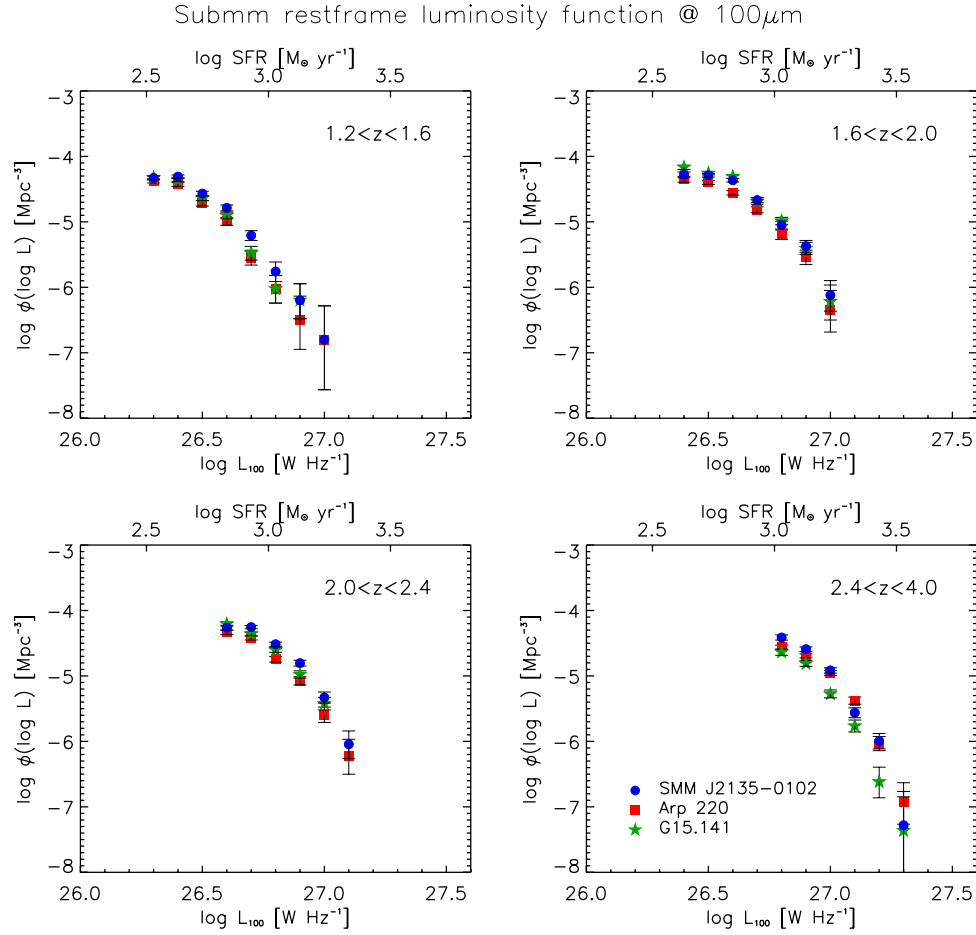 Submm restframe luminosity function @ 100μm
log SFR [M⊙ yr⁻¹]
2.5 3.0 3.5
log SFR [M⊙ yr⁻¹]
2.5 3.0 3.5
−3
−4
−5
−6
−7
−8
log ϕ(log L) [Mpc⁻³]
1.2<z<1.6
26.0 26.5 27.0 27.5
log L₁₀₀ [W Hz⁻¹]
−3
−4
−5
−6
−7
−8
log ϕ(log L) [Mpc⁻³]
1.6<z<2.0
26.0 26.5 27.0 27.5
log L₁₀₀ [W Hz⁻¹]
log SFR [M⊙ yr⁻¹]
2.5 3.0 3.5
log SFR [M⊙ yr⁻¹]
2.5 3.0 3.5
−3
−4
−5
−6
−7
−8
log ϕ(log L) [Mpc⁻³]
2.0<z<2.4
26.0 26.5 27.0 27.5
log L₁₀₀ [W Hz⁻¹]
−3
−4
−5
−6
−7
−8
log ϕ(log L) [Mpc⁻³]
2.4<z<4.0
SMM J2135−0102
Arp 220
G15.141
26.0 26.5 27.0 27.5
log L₁₀₀ [W Hz⁻¹]